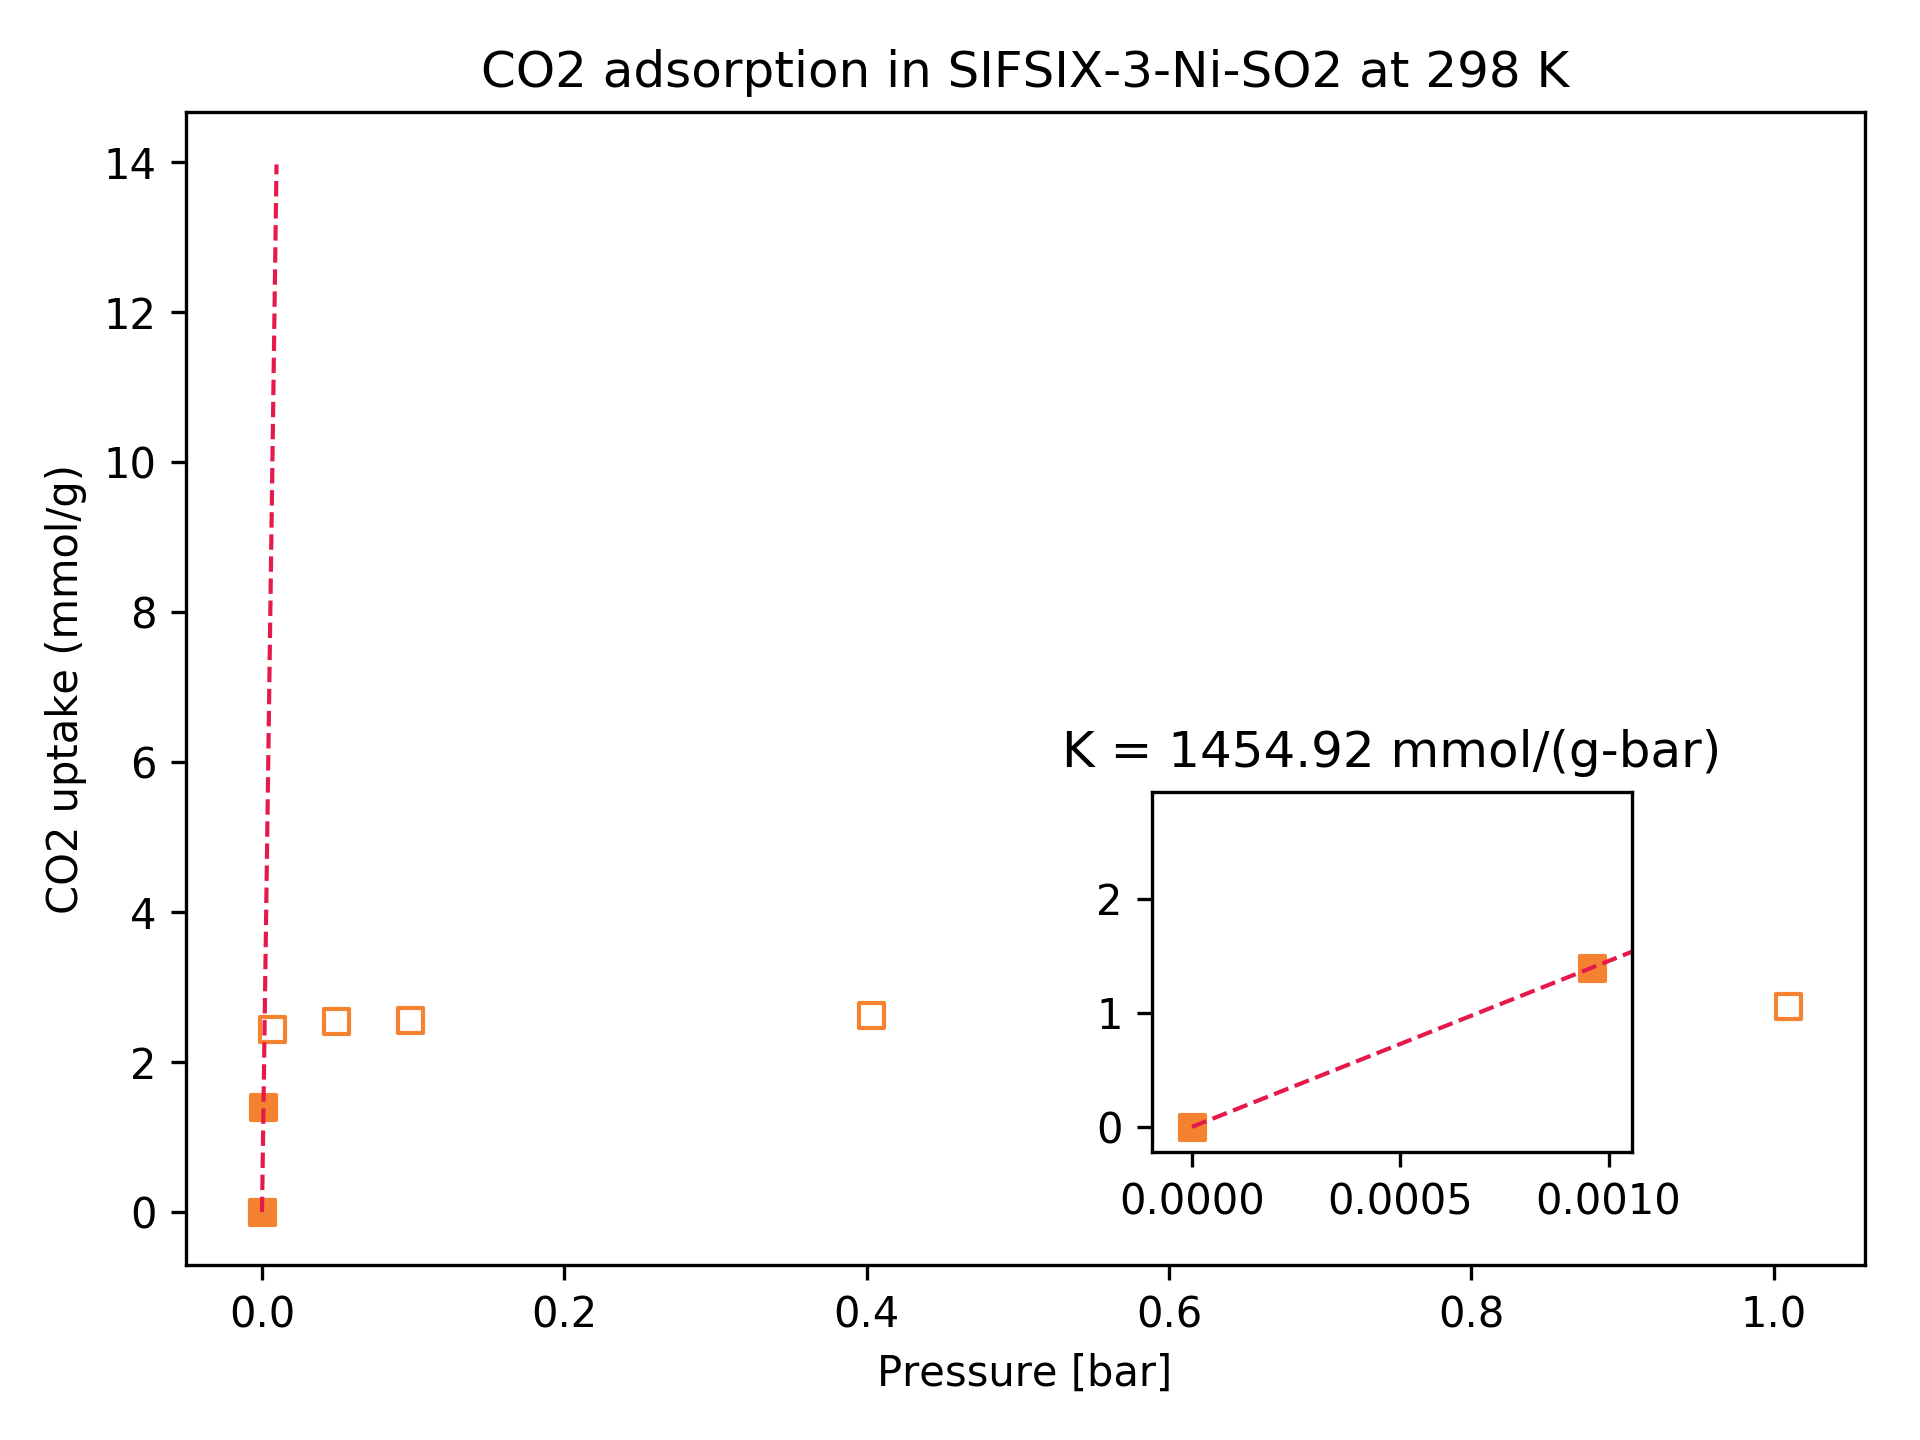 CO2 adsorption in SIFSIX-3-Ni-SO2 at 298 K
CO2 uptake (mmol/g)
14
12
10
8
6
4
2
0
K = 1454.92 mmol/(g-bar)
2
1
0
0.0000 0.0005 0.0010
0.0 0.2 0.4 0.6 0.8 1.0
Pressure [bar]